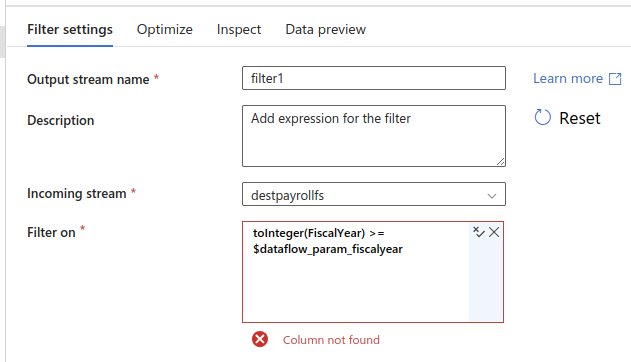 Filter settings Optimize Inspect Data preview
Output stream name * filter1 Learn more
Description Add expression for the filter Reset
Incoming stream * destpayrollfs
Filter on * toInteger(FiscalYear) >=
$dataflow_param_fiscalyear
Column not found